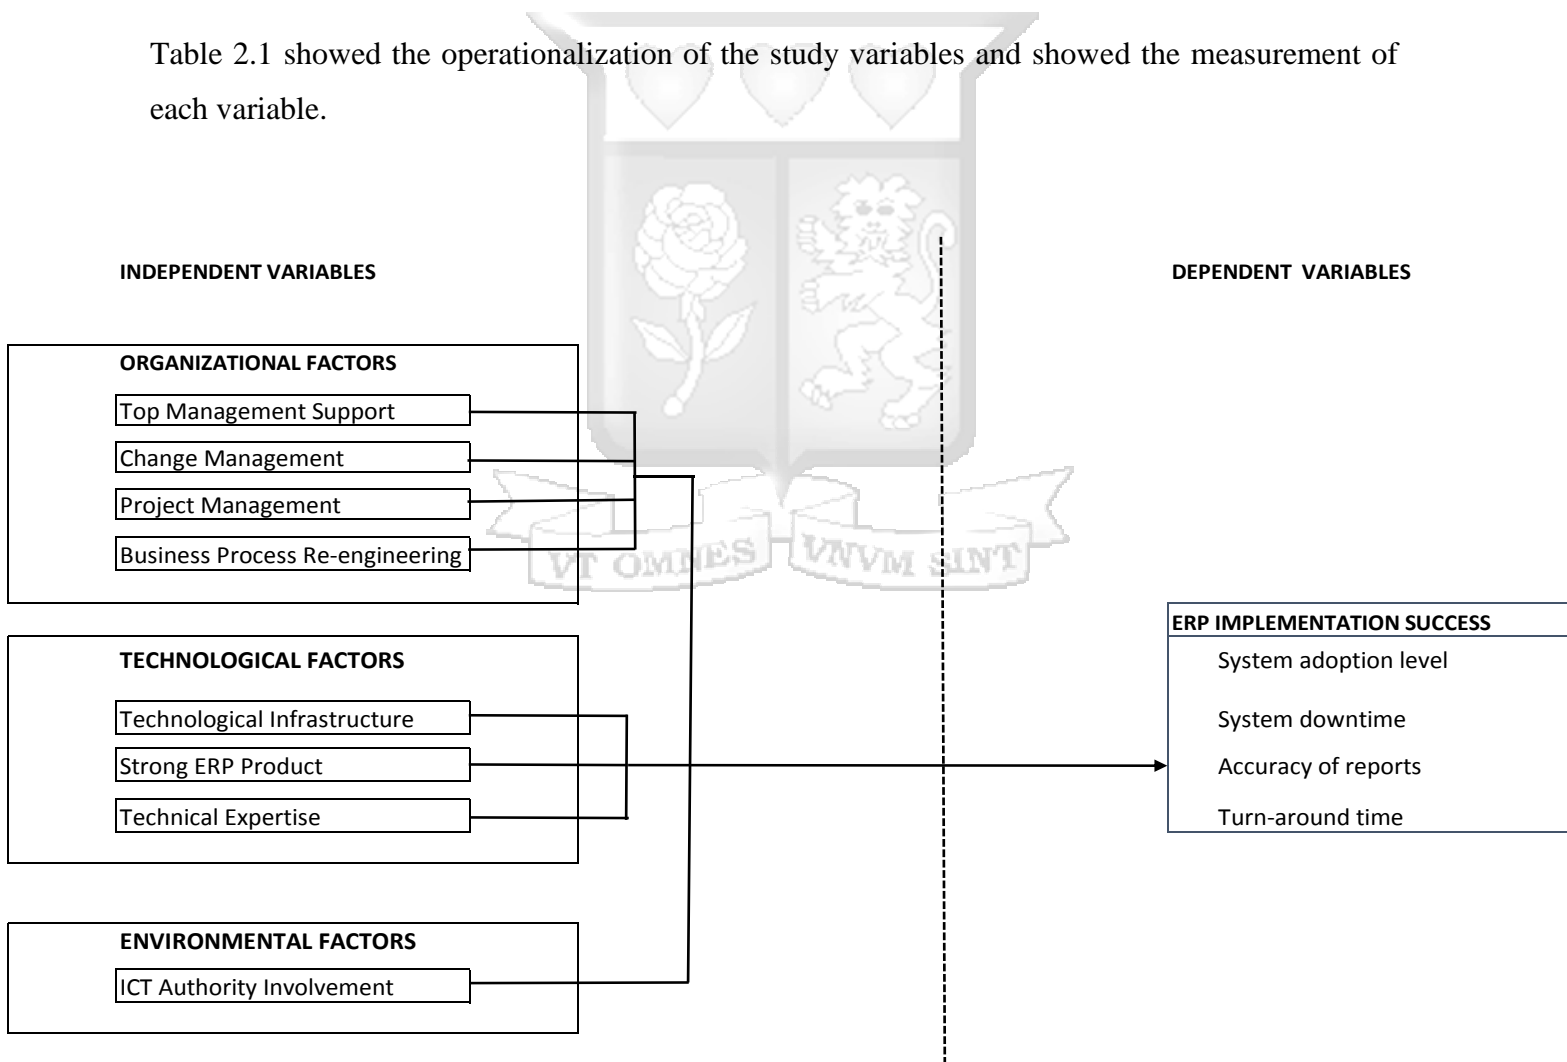 Table 2.1 showed the operationalization of the study variables and showed the measurement of
each variable.
INDEPENDENT VARIABLES
DEPENDENT VARIABLES
ORGANIZATIONAL FACTORS
Top Management Support
Change Management
Project Management
Business Process Re-engineering
VT OMNES VNVM SINT
TECHNOLOGICAL FACTORS
Technological Infrastructure
Strong ERP Product
Technical Expertise
ENVIRONMENTAL FACTORS
ICT Authority Involvement
ERP IMPLEMENTATION SUCCESS
System adoption level
System downtime
Accuracy of reports
Turn-around time